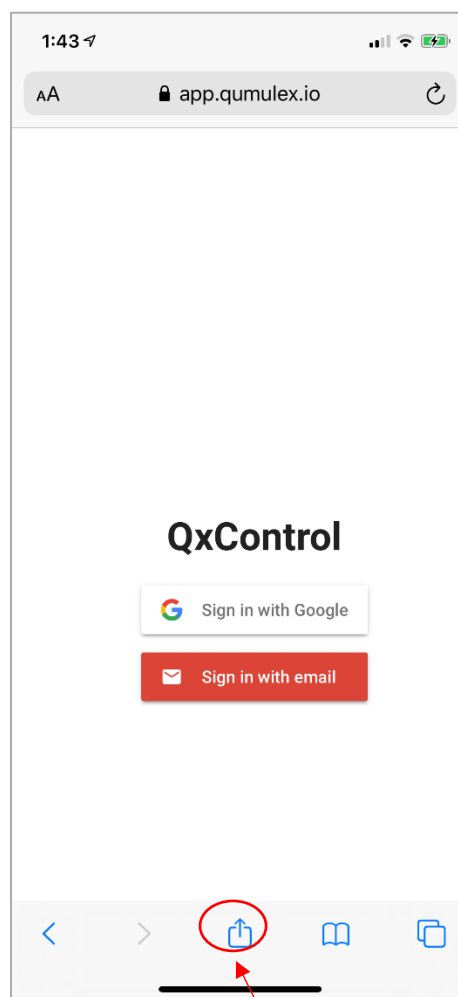 1:43
AA app.qumulex.io
QxControl
Sign in with Google
Sign in with email